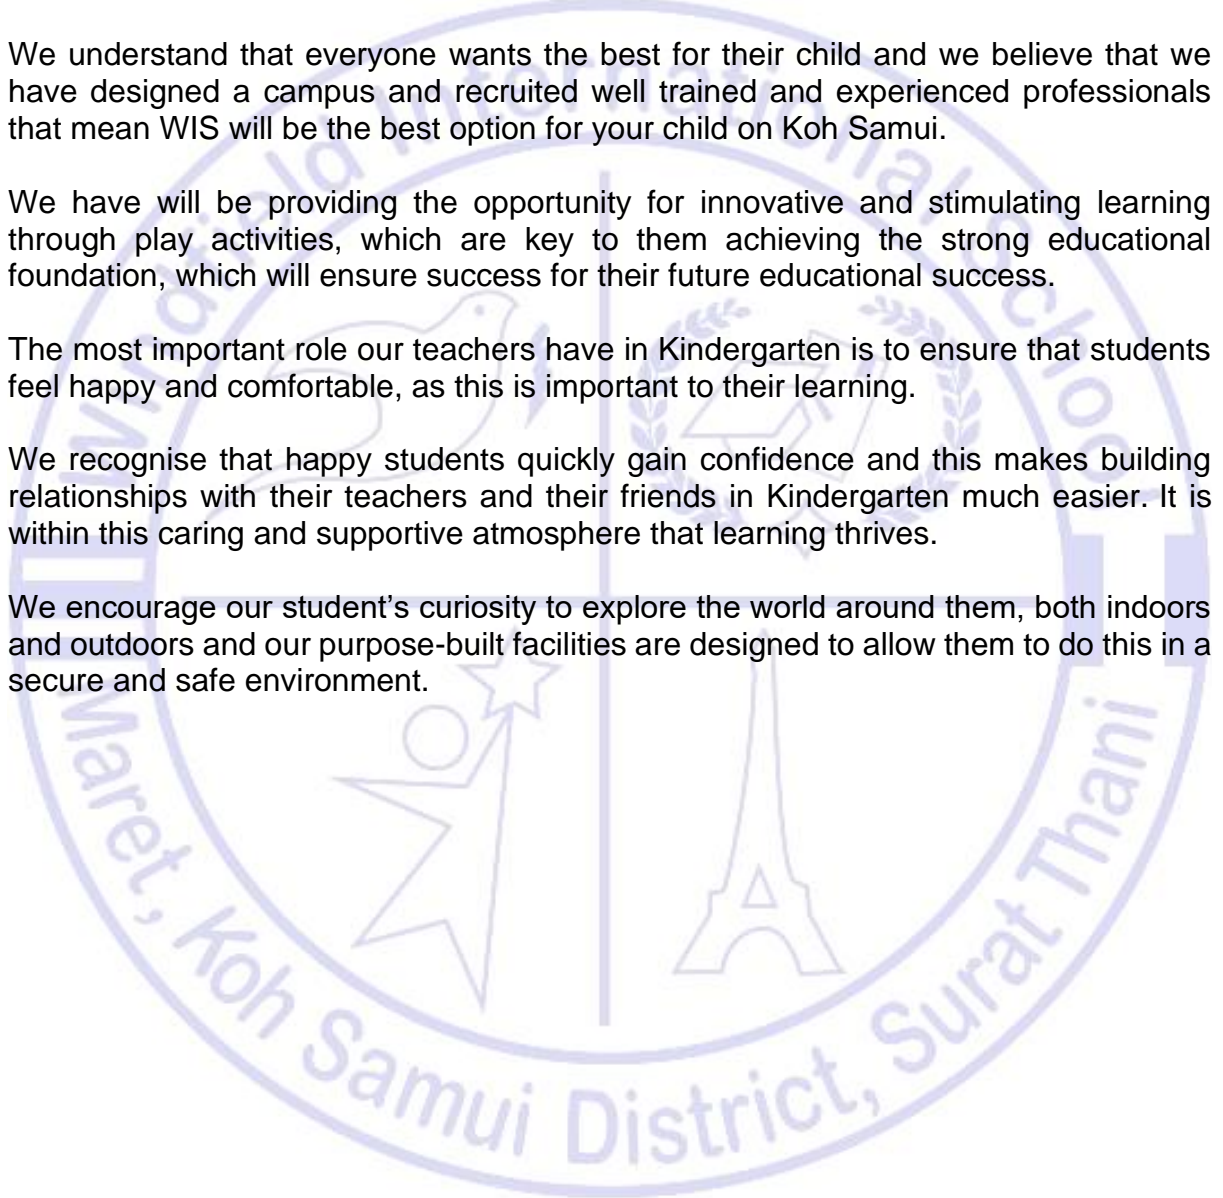 We understand that everyone wants the best for their child and we believe that we
have designed a campus and recruited well trained and experienced professionals
that mean WIS will be the best option for your child on Koh Samui.
We have will be providing the opportunity for innovative and stimulating learning
through play activities, which are key to them achieving the strong educational
foundation, which will ensure success for their future educational success.
The most important role our teachers have in Kindergarten is to ensure that students
feel happy and comfortable, as this is important to their learning.
We recognise that happy students quickly gain confidence and this makes building
relationships with their teachers and their friends in Kindergarten much easier. It is
within this caring and supportive atmosphere that learning thrives.
We encourage our student’s curiosity to explore the world around them, both indoors
and outdoors and our purpose-built facilities are designed to allow them to do this in a
secure and safe environment.
Windfield International School
Maret, Koh Samui District, Surat Thani